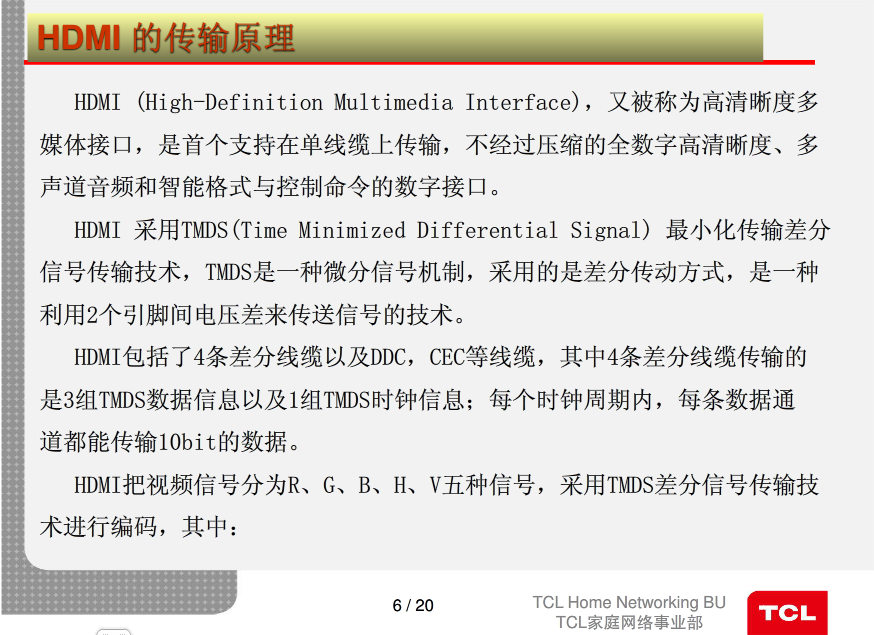 HDMI 的传输原理
HDMI (High-Definition Multimedia Interface)，又被称为高清晰度多
媒体接口，是首个支持在单线缆上传输，不经过压缩的全数字高清晰度、多
声道音频和智能格式与控制命令的数字接口。
HDMI 采用TMDS(Time Minimized Differential Signal) 最小化传输差分
信号传输技术，TMDS是一种微分信号机制，采用的是差分传动方式，是一种
利用2个引脚间电压差来传送信号的技术。
HDMI包括了4条差分线缆以及DDC，CEC等线缆，其中4条差分线缆传输的
是3组TMDS数据信息以及1组TMDS时钟信息；每个时钟周期内，每条数据通
道都能传输10bit的数据。
HDMI把视频信号分为R、G、B、H、V五种信号，采用TMDS差分信号传输技
术进行编码，其中：
6 / 20
TCL Home Networking BU
TCL家庭网络事业部
TCL